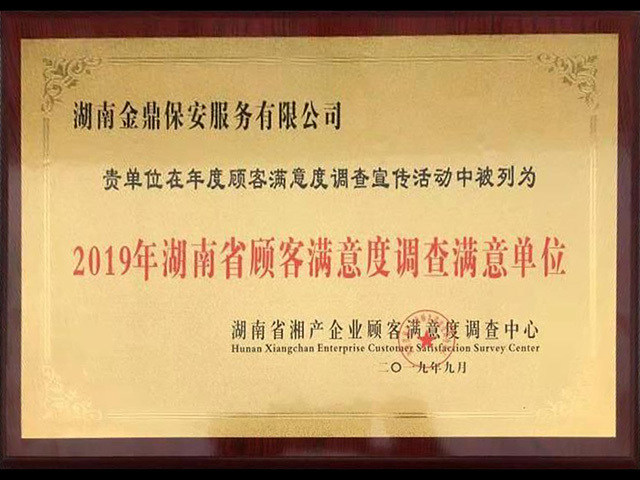 湖南金鼎保安服务有限公司
贵单位在年度顾客满意度调查宣传活动中被列为
2019年湖南省顾客满意度调查满意单位
湖南省湘产企业顾客满意度调查中心
Hunan Xiangchan Enterprise Customer Satisfaction Survey Center
二〇一九年九月